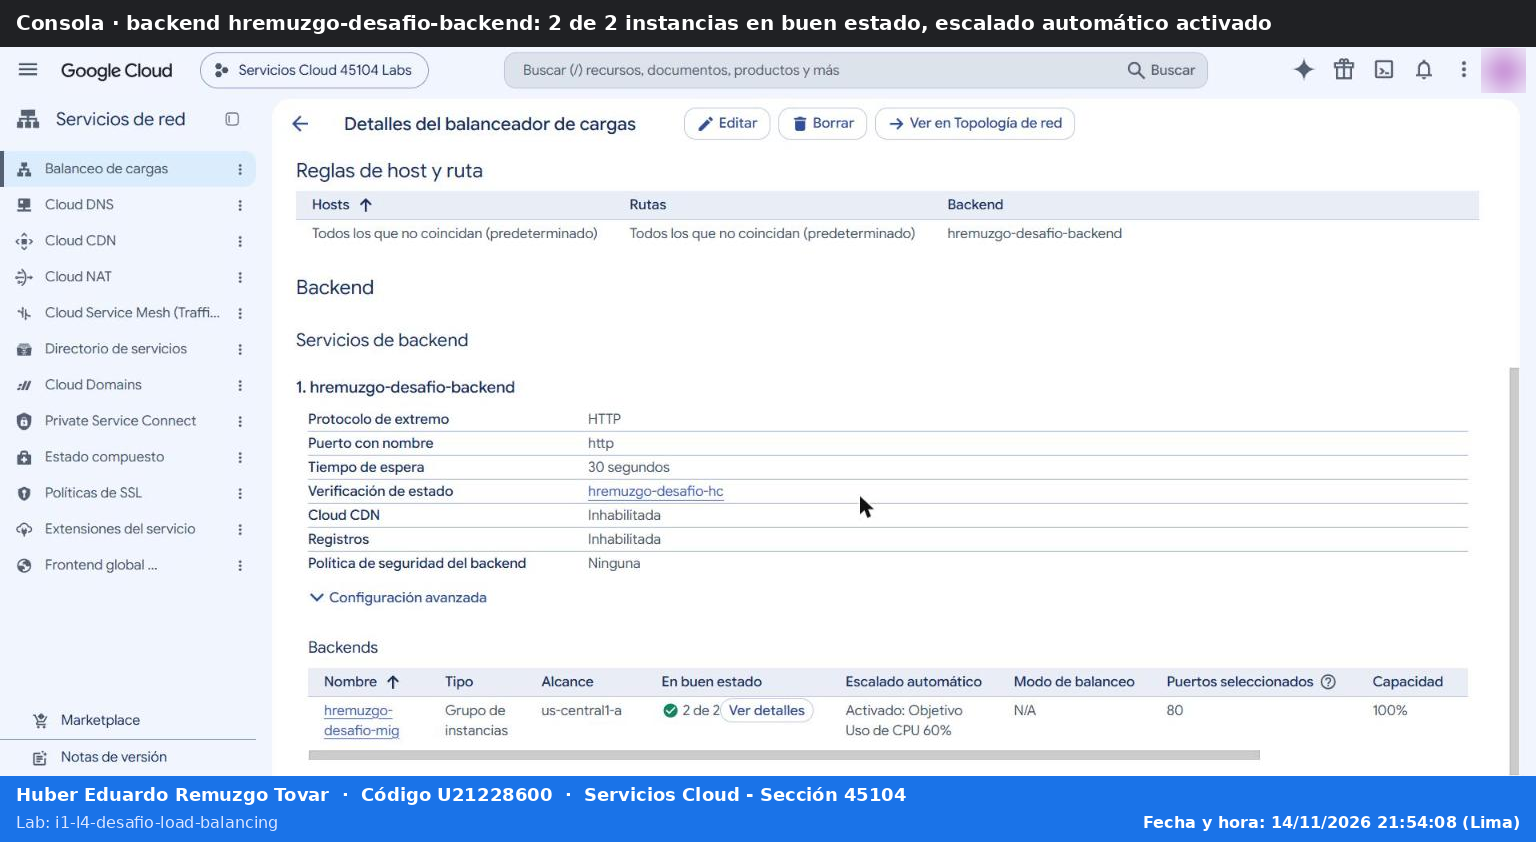 Consola · backend hremuzgo-desafio-backend: 2 de 2 instancias en buen estado, escalado automático activado
Google Cloud
Servicios Cloud 45104 Labs
Buscar (/) recursos, documentos, productos y más
Buscar
Servicios de red
Balanceo de cargas
Cloud DNS
Cloud CDN
Cloud NAT
Cloud Service Mesh (Traffi...
Directorio de servicios
Cloud Domains
Private Service Connect
Estado compuesto
Políticas de SSL
Extensiones del servicio
Frontend global ...
Marketplace
Notas de versión
Detalles del balanceador de cargas
Editar
Borrar
Ver en Topología de red
Reglas de host y ruta
Hosts Rutas Backend
Todos los que no coincidan (predeterminado) Todos los que no coincidan (predeterminado) hremuzgo-desafio-backend
Backend
Servicios de backend
1. hremuzgo-desafio-backend
Protocolo de extremo HTTP
Puerto con nombre http
Tiempo de espera 30 segundos
Verificación de estado hremuzgo-desafio-hc
Cloud CDN Inhabilitada
Registros Inhabilitada
Política de seguridad del backend Ninguna
Configuración avanzada
Backends
Nombre Tipo Alcance En buen estado Escalado automático Modo de balanceo Puertos seleccionados Capacidad
hremuzgo- Grupo de us-central1-a 2 de 2 Ver detalles Activado: Objetivo N/A 80 100%
desafio-mig instancias Uso de CPU 60%
Huber Eduardo Remuzgo Tovar · Código U21228600 · Servicios Cloud - Sección 45104
Lab: i1-l4-desafio-load-balancing
Fecha y hora: 14/11/2026 21:54:08 (Lima)